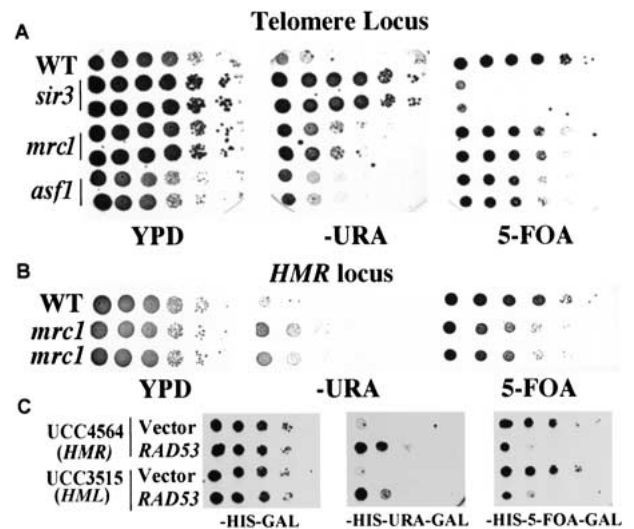 Telomere Locus
A
WT
sir3
mrc1
asf1
YPD -URA 5-FOA
B HMR locus
WT
mrc1
mrc1
YPD -URA 5-FOA
C
UCC4564 (HMR) Vector
RAD53
UCC3515 (HML) Vector
RAD53
-HIS-GAL -HIS-URA-GAL -HIS-5-FOA-GAL